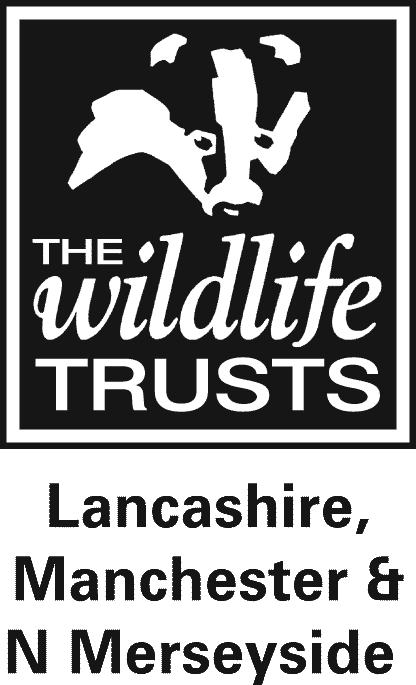 THE
wildlife
TRUSTS
Lancashire,
Manchester &
N Merseyside